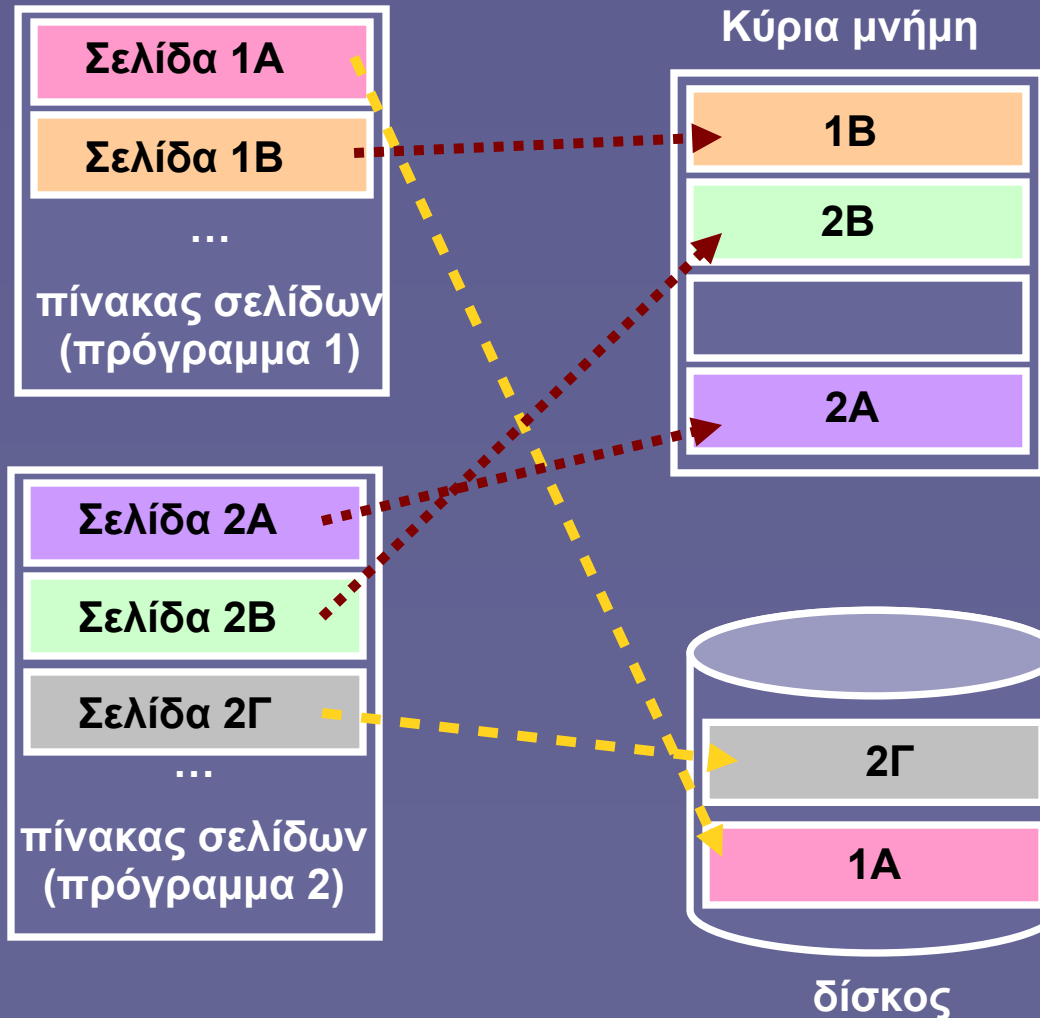 Σελίδα 1Α
Σελίδα 1Β
…
πίνακας σελίδων
(πρόγραμμα 1)
Σελίδα 2Α
Σελίδα 2Β
Σελίδα 2Γ
…
πίνακας σελίδων
(πρόγραμμα 2)
Κύρια μνήμη
1Β
2Β
2Α
2Γ
1Α
δίσκος